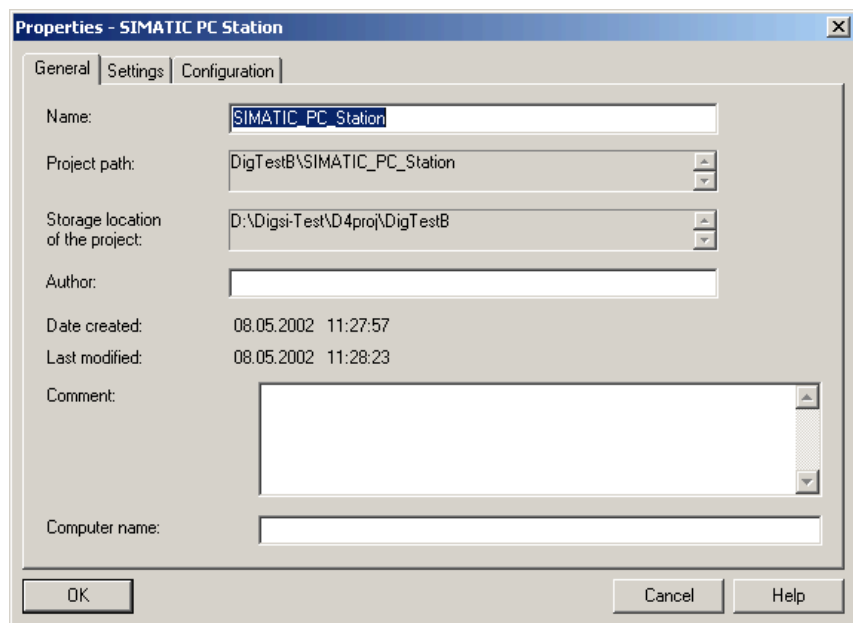 Properties - SIMATIC PC Station
General Settings Configuration
Name: SIMATIC_PC_Station
Project path: DigTestB\SIMATIC_PC_Station
Storage location
of the project: D:\Digsi-Test\D4proj\DigTestB
Author:
Date created: 08.05.2002 11:27:57
Last modified: 08.05.2002 11:28:23
Comment:
Computer name:
OK Cancel Help